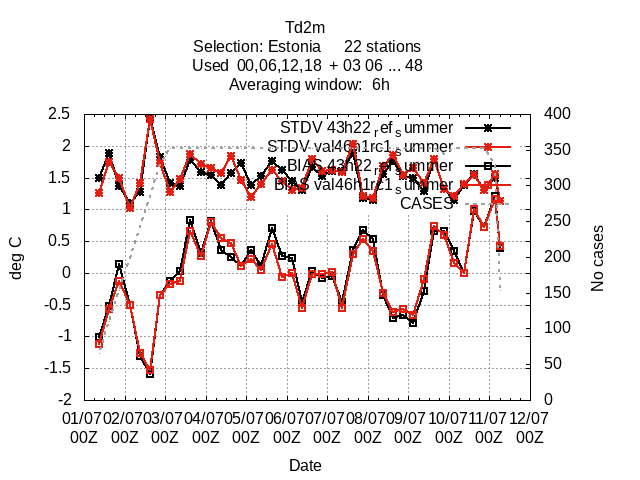 Td2m
Selection: Estonia 22 stations
Used 00,06,12,18 + 03 06 ... 48
Averaging window: 6h
STDV 43h22_ref_summer
STDV val46h1rc1_summer
BIAS 43h22_ref_summer
BIAS val46h1rc1_summer
CASES
2.5
2
1.5
1
0.5
0
-0.5
-1
-1.5
-2
deg C
400
350
300
250
200
150
100
50
0
No cases
01/07 02/07 03/07 04/07 05/07 06/07 07/07 08/07 09/07 10/07 11/07 12/07
00Z 00Z 00Z 00Z 00Z 00Z 00Z 00Z 00Z 00Z 00Z 00Z
Date